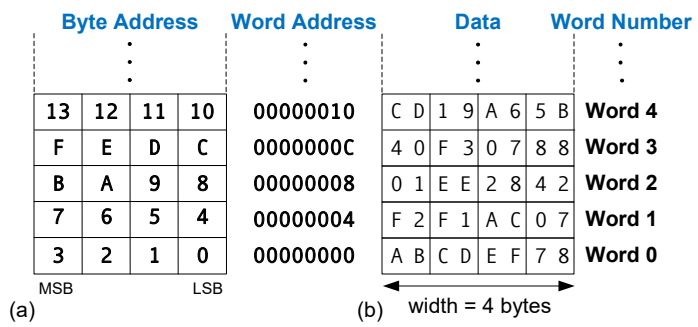 Byte Address Word Address Data Word Number
13 12 11 10 00000010 C D 1 9 A 6 5 B Word 4
F E D C 0000000C 4 0 F 3 0 7 8 8 Word 3
B A 9 8 00000008 0 1 E E 2 8 4 2 Word 2
7 6 5 4 00000004 F 2 F 1 A C 0 7 Word 1
3 2 1 0 00000000 A B C D E F 7 8 Word 0
MSB LSB
(a) (b) width = 4 bytes